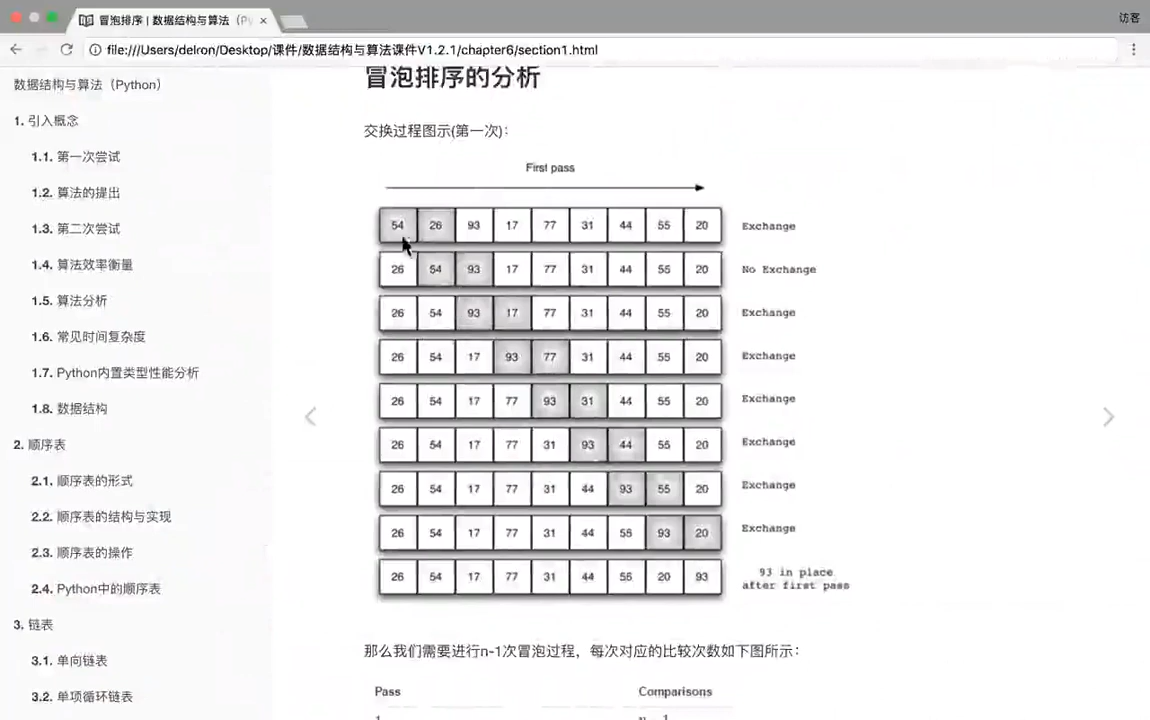 冒泡排序 | 数据结构与算法（Py
访客
file:///Users/delron/Desktop/课件/数据结构与算法课件V1.2.1/chapter6/section1.html
数据结构与算法（Python）
1. 引入概念
1.1. 第一次尝试
1.2. 算法的提出
1.3. 第二次尝试
1.4. 算法效率衡量
1.5. 算法分析
1.6. 常见时间复杂度
1.7. Python内置类型性能分析
1.8. 数据结构
2. 顺序表
2.1. 顺序表的形式
2.2. 顺序表的结构与实现
2.3. 顺序表的操作
2.4. Python中的顺序表
3. 链表
3.1. 单向链表
3.2. 单项循环链表
冒泡排序的分析
交换过程图示(第一次)：
First pass
54 26 93 17 77 31 44 55 20 Exchange
26 54 93 17 77 31 44 55 20 No Exchange
26 54 93 17 77 31 44 55 20 Exchange
26 54 17 93 77 31 44 55 20 Exchange
26 54 17 77 93 31 44 55 20 Exchange
26 54 17 77 31 93 44 55 20 Exchange
26 54 17 77 31 44 93 55 20 Exchange
26 54 17 77 31 44 55 93 20 Exchange
26 54 17 77 31 44 55 20 93 93 in place
after first pass
那么我们需要进行n-1次冒泡过程，每次对应的比较次数如下图所示：
Pass Comparisons